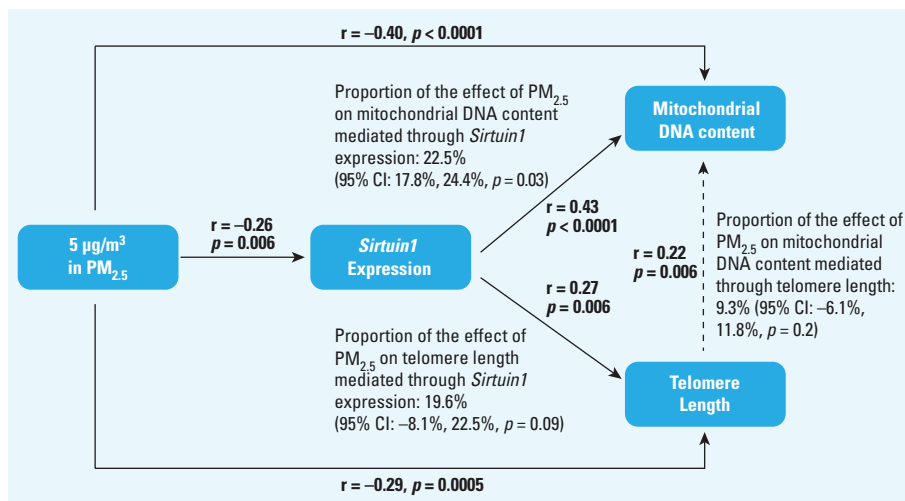 r = –0.40, p < 0.0001
Proportion of the effect of PM2.5
on mitochondrial DNA content
mediated through Sirtuin1
expression: 22.5%
(95% CI: 17.8%, 24.4%, p = 0.03)
Mitochondrial
DNA content
5 µg/m³
in PM2.5
r = –0.26
p = 0.006
Sirtuin1
Expression
r = 0.43
p < 0.0001
r = 0.27
p = 0.006
r = 0.22
p = 0.006
Proportion of the effect of
PM2.5 on mitochondrial
DNA content mediated
through telomere length:
9.3% (95% CI: –6.1%,
11.8%, p = 0.2)
Proportion of the effect of
PM2.5 on telomere length
mediated through Sirtuin1
expression: 19.6%
(95% CI: –8.1%, 22.5%, p = 0.09)
Telomere
Length
r = –0.29, p = 0.0005